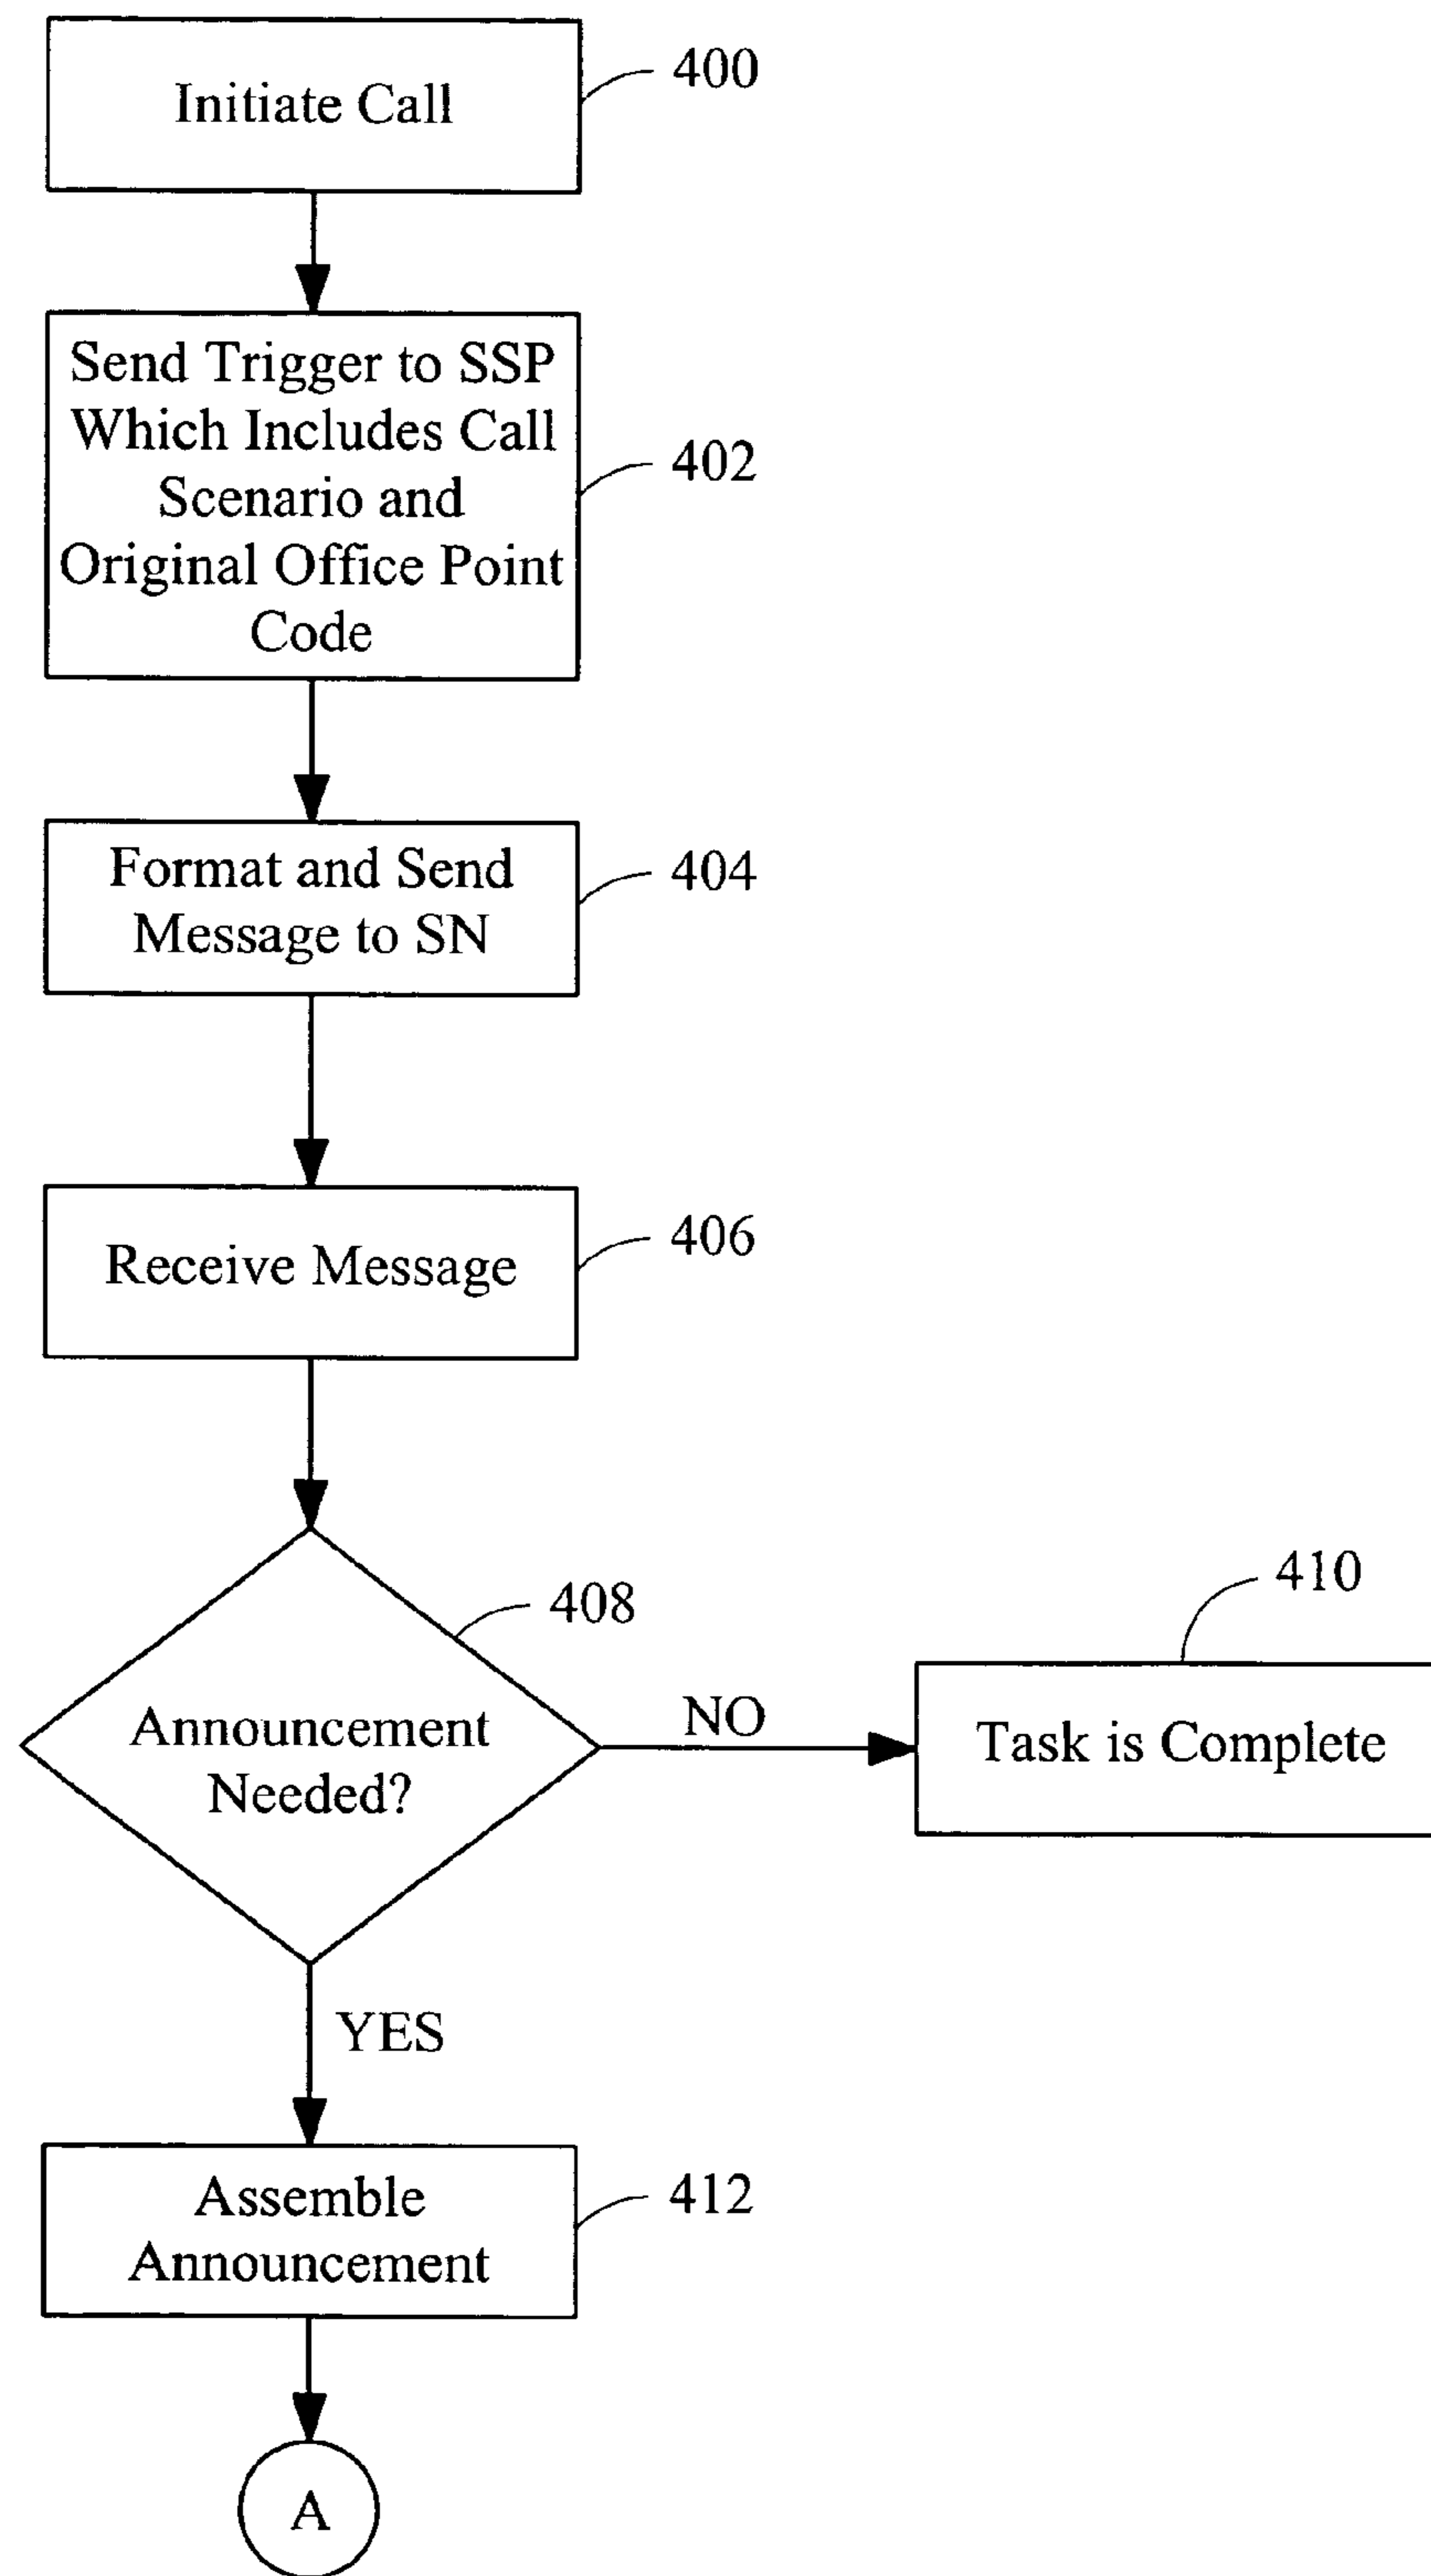 Initiate Call
400
Send Trigger to SSP
Which Includes Call
Scenario and
Original Office Point
Code
402
Format and Send
Message to SN
404
Receive Message
406
408
Announcement
Needed?
NO
410
Task is Complete
YES
Assemble
Announcement
412
A